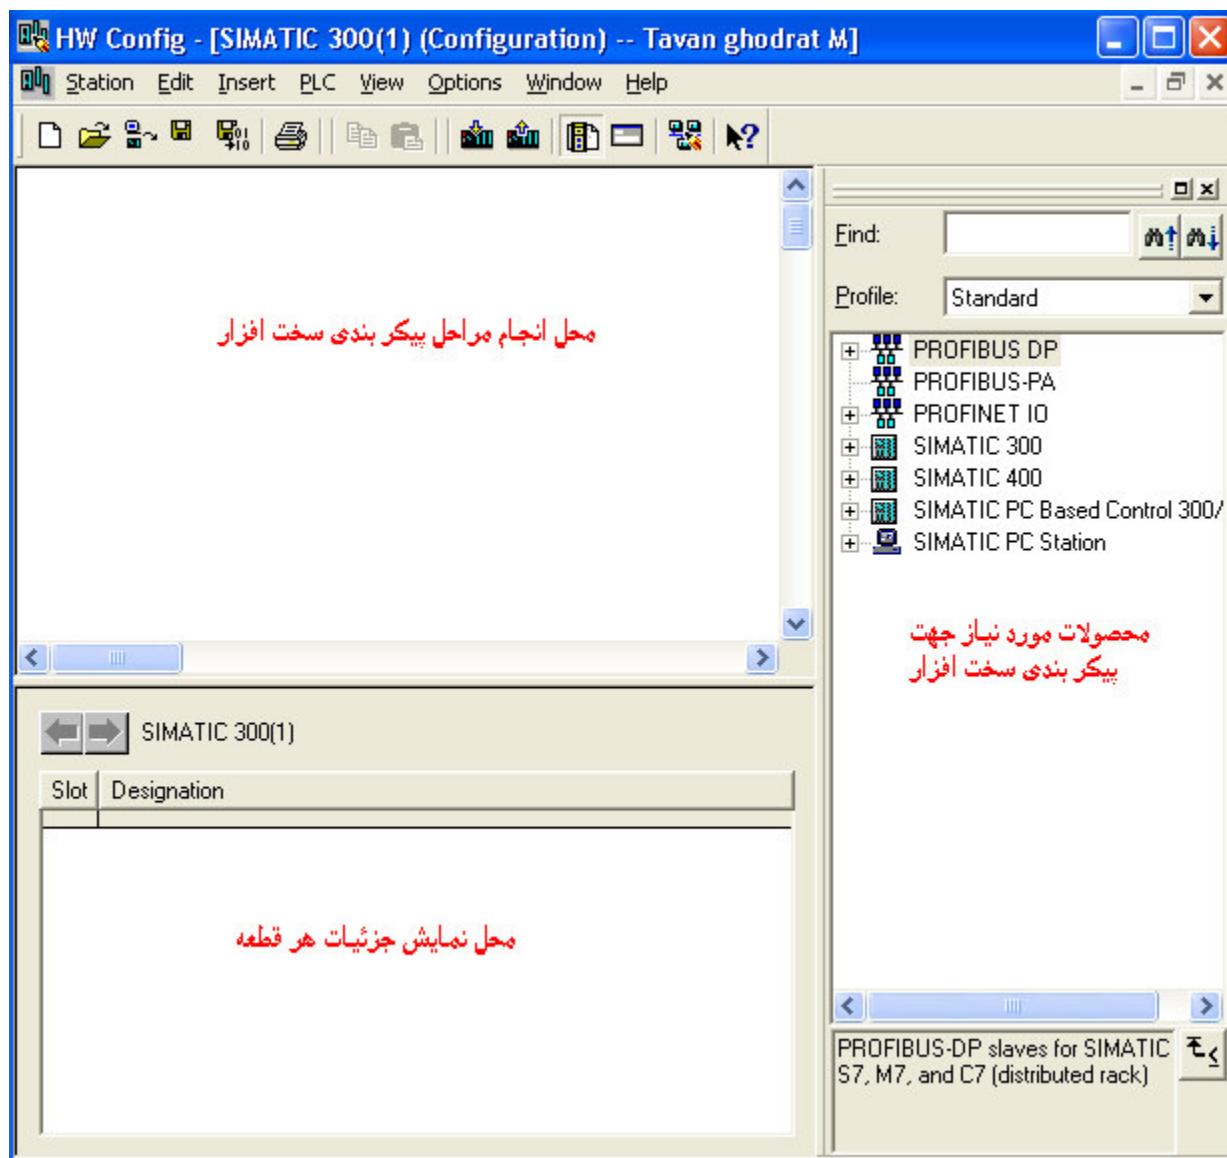 HW Config - [SIMATIC 300(1) (Configuration) -- Tavan ghodrat M]
Station Edit Insert PLC View Options Window Help
محل انجام مراحل پیکر بندی سخت افزار
Find:
Profile: Standard
PROFIBUS DP
PROFIBUS-PA
PROFINET IO
SIMATIC 300
SIMATIC 400
SIMATIC PC Based Control 300/
SIMATIC PC Station
محصولات مورد نیاز جهت
پیکر بندی سخت افزار
SIMATIC 300(1)
Slot Designation
محل نمایش جزئیات هر قطعه
PROFIBUS-DP slaves for SIMATIC
S7, M7, and C7 (distributed rack)